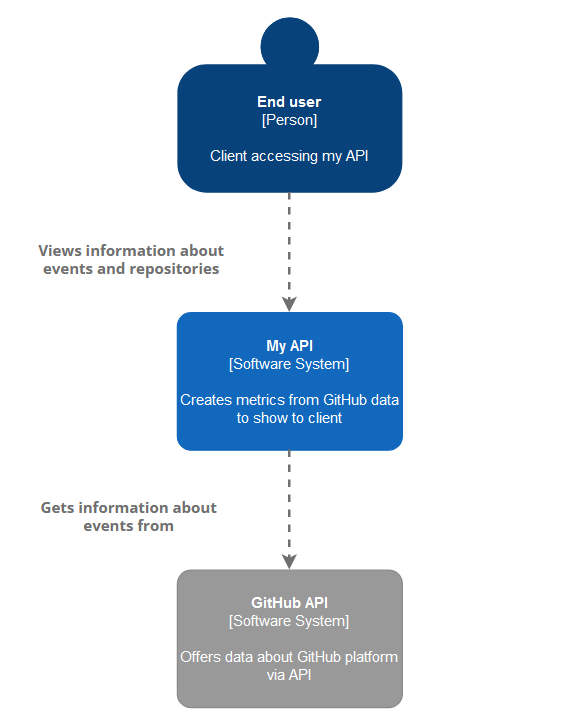 End user
[Person]
Client accessing my API
Views information about
events and repositories
My API
[Software System]
Creates metrics from GitHub data
to show to client
Gets information about
events from
GitHub API
[Software System]
Offers data about GitHub platform
via API